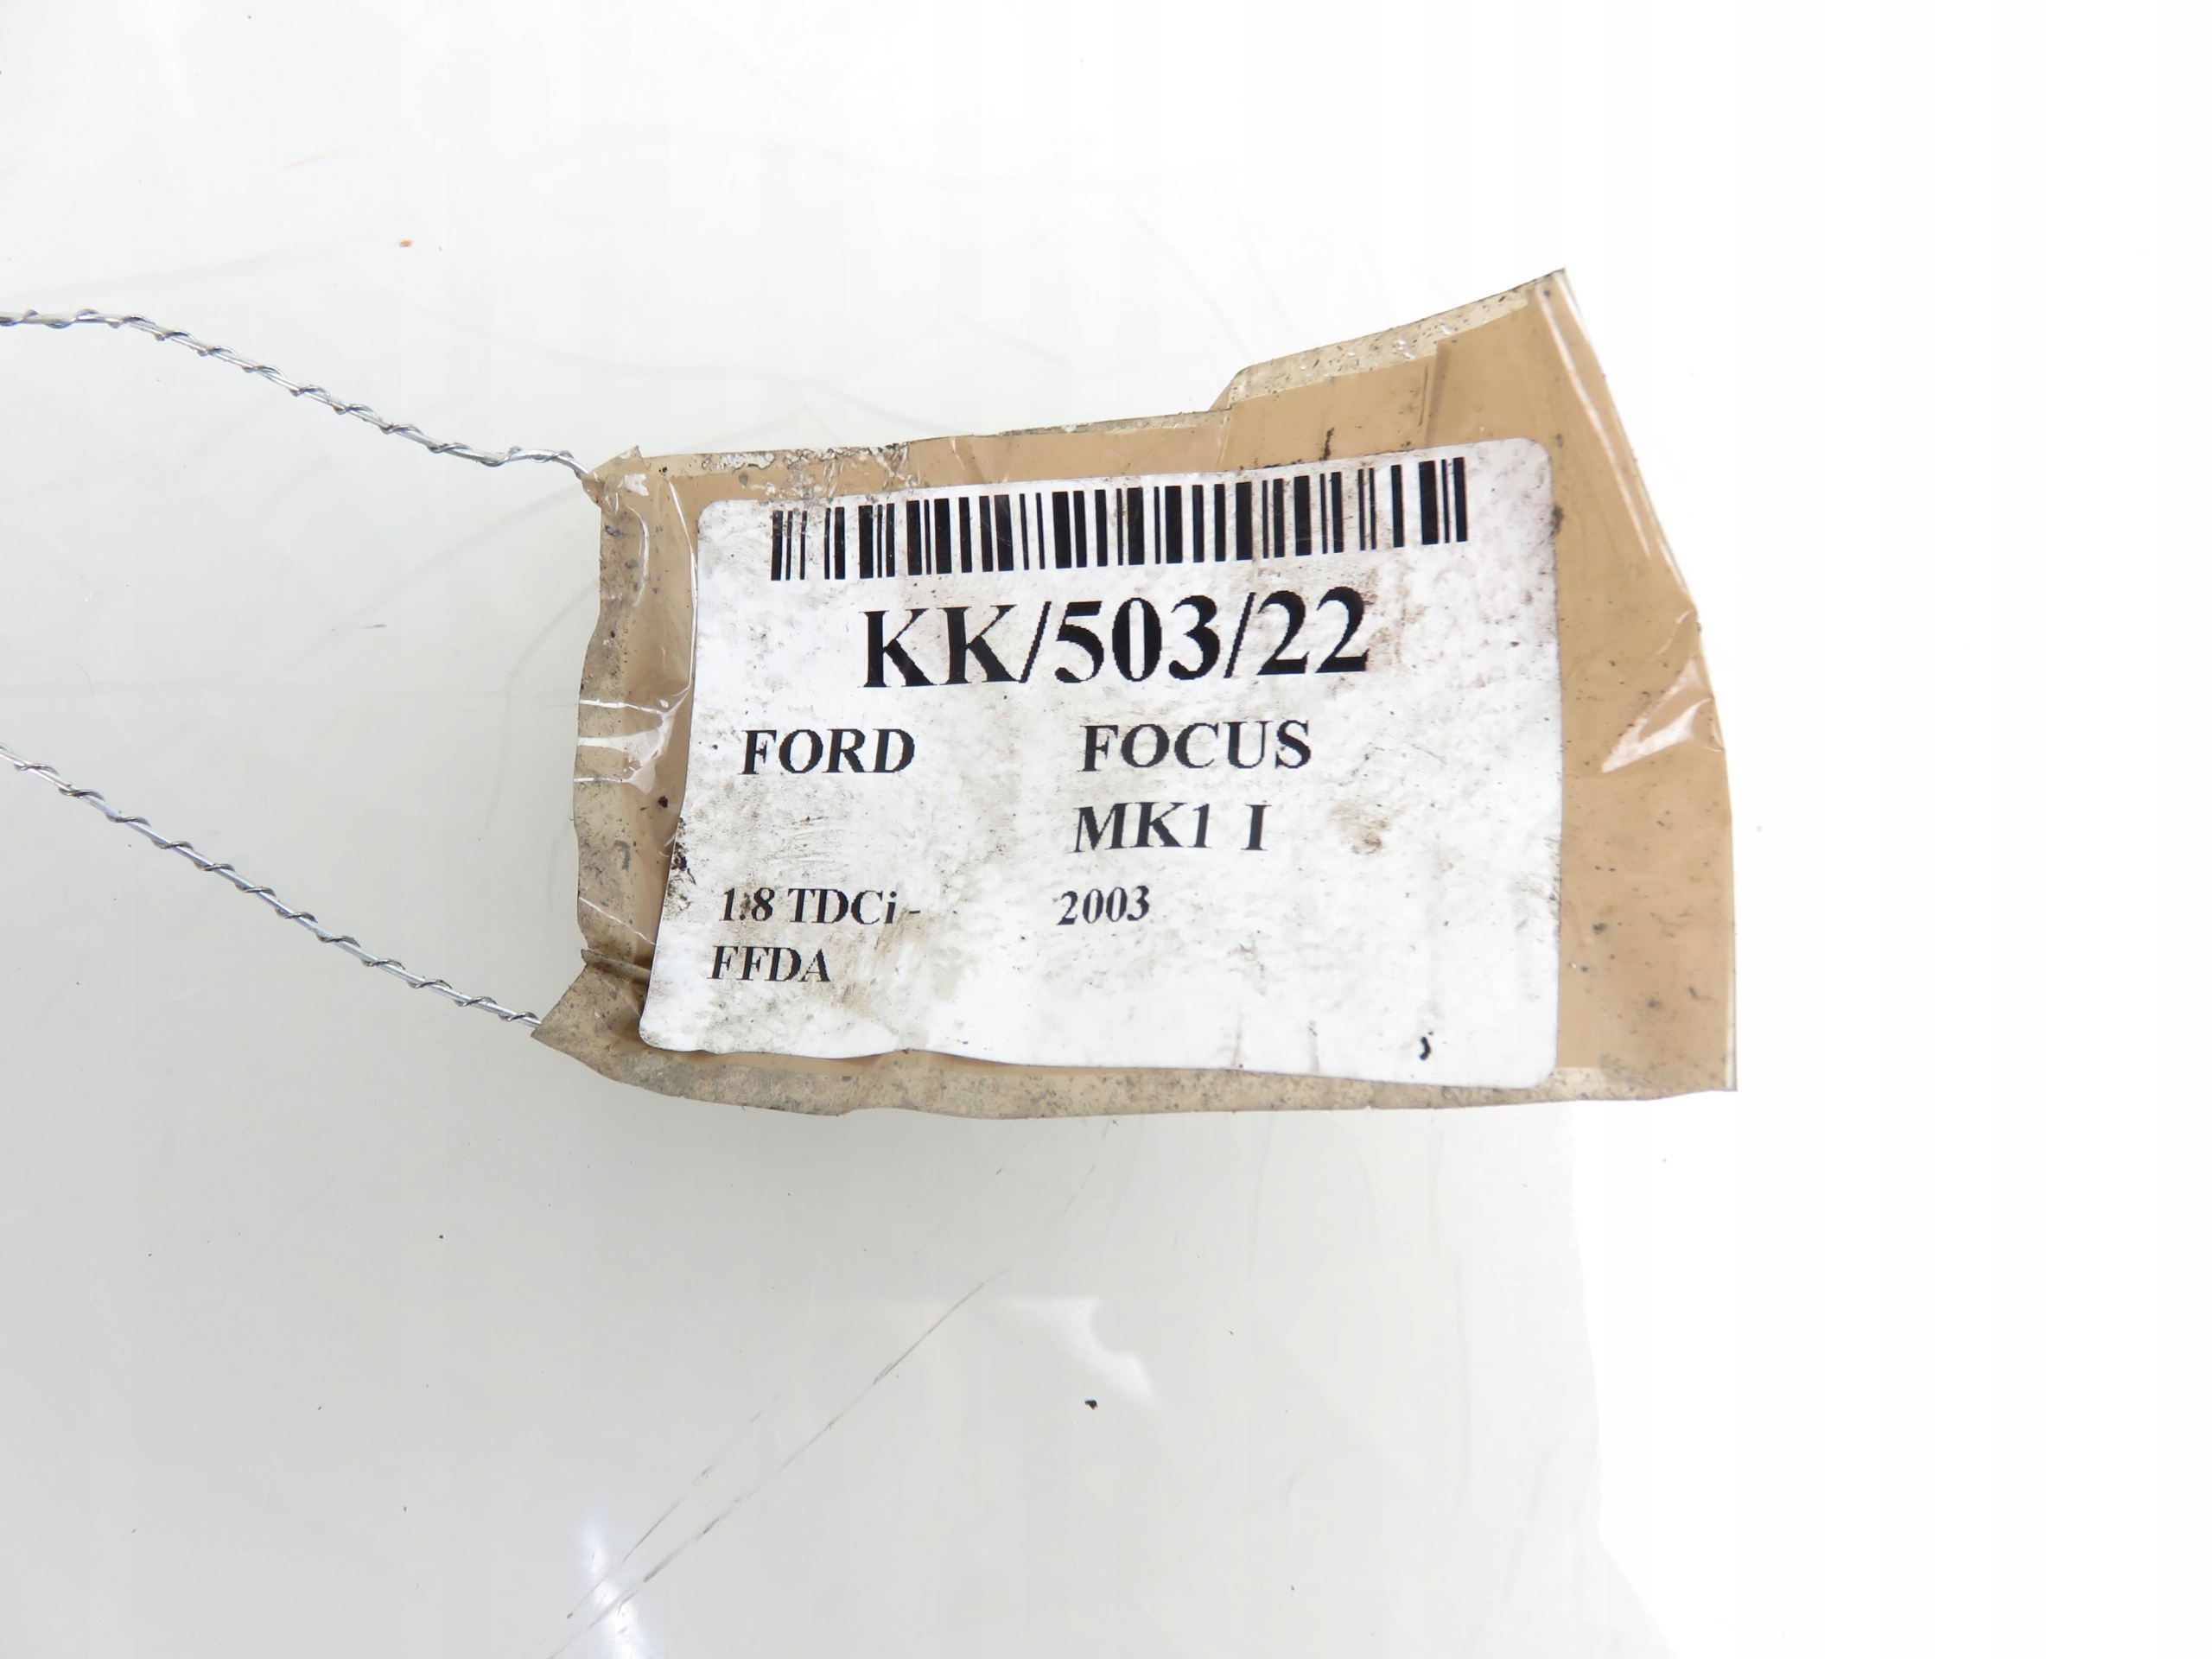 KK/503/22
FORD FOCUS
MK1 I
1.8 TDCi - 2003
FFDA